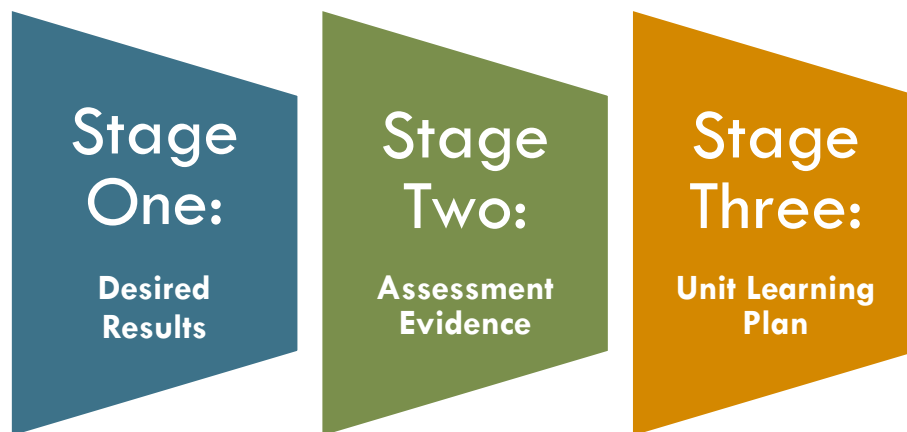 Stage
One:
Desired
Results
Stage
Two:
Assessment
Evidence
Stage
Three:
Unit Learning
Plan